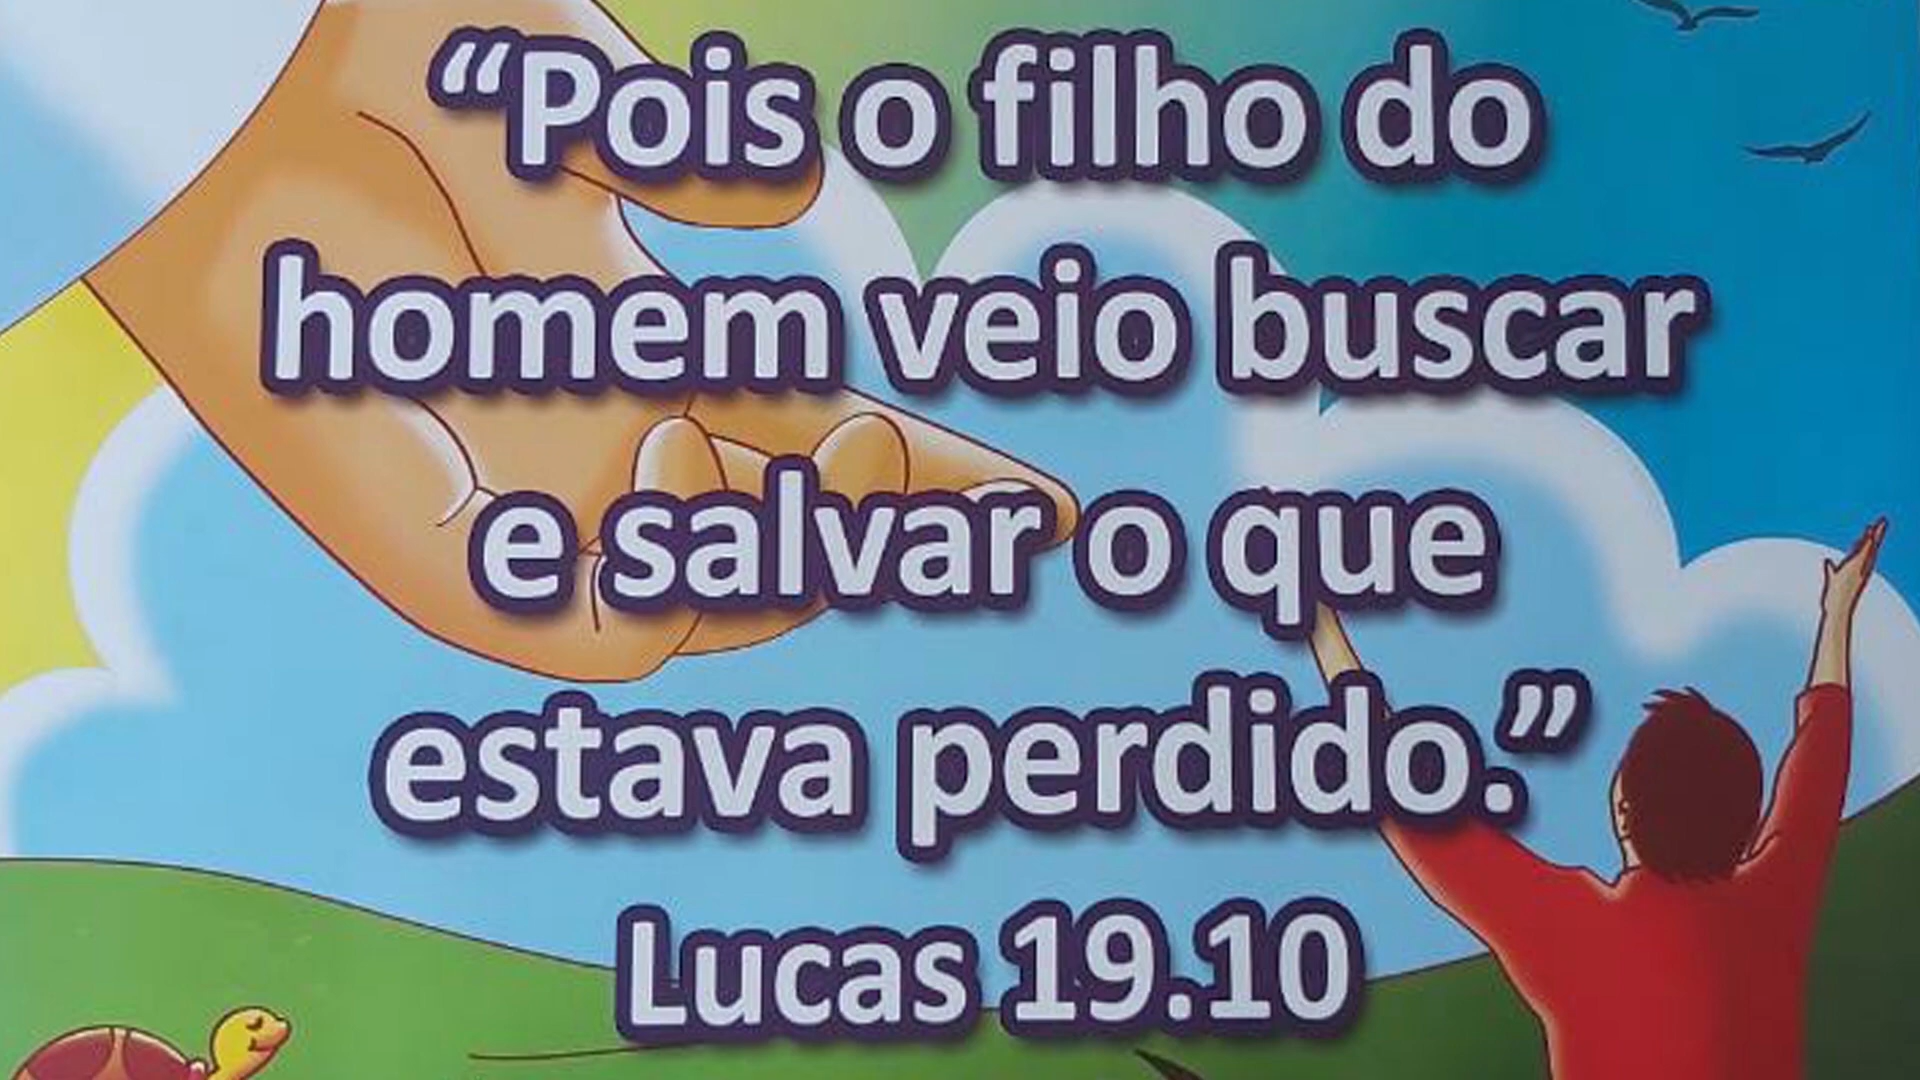 “Pois o filho do
homem veio buscar
e salvar o que
estava perdido.”
Lucas 19.10